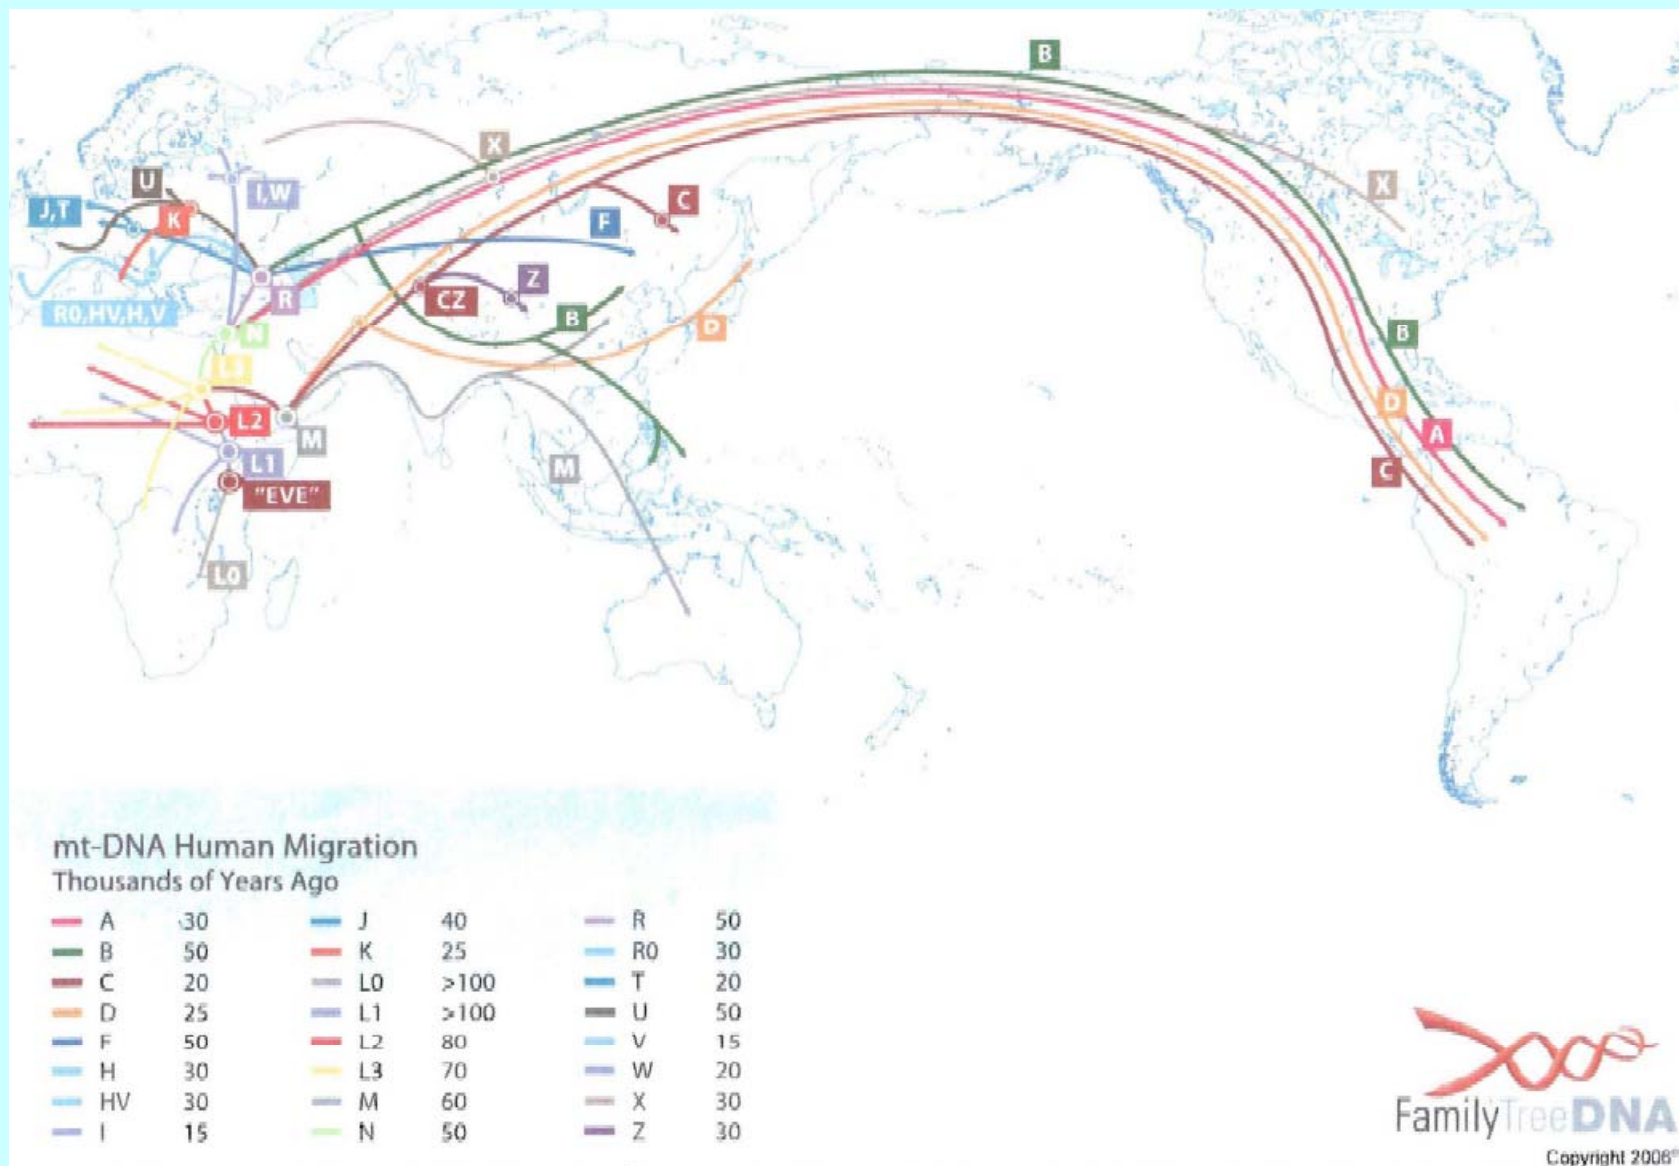 B
X
U
I,W
X
J,T
K
C
F
R
CZ
Z
R0,HV,H,V
B
N
D
B
L3
D
L2
M
A
L1
M
C
"EVE"
L0
mt-DNA Human Migration
Thousands of Years Ago
A 30
B 50
C 20
D 25
F 50
H 30
HV 30
I 15
J 40
K 25
L0 >100
L1 >100
L2 80
L3 70
M 60
N 50
R 50
R0 30
T 20
U 50
V 15
W 20
X 30
Z 30
FamilyTreeDNA
Copyright 2006